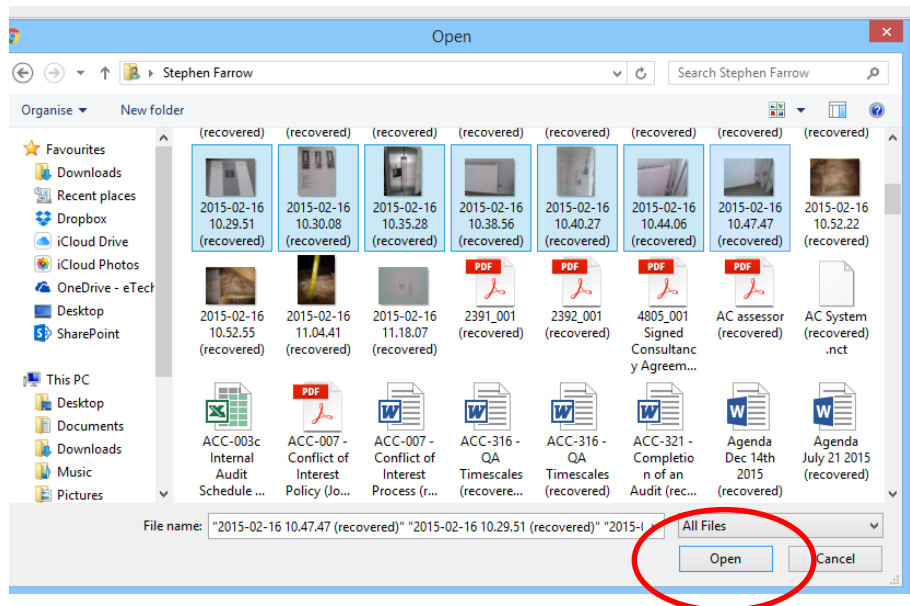 Open
Stephen Farrow
Search Stephen Farrow
Organise
New folder
Favourites
Downloads
Recent places
Dropbox
iCloud Drive
iCloud Photos
OneDrive - eTech
Desktop
SharePoint
This PC
Desktop
Documents
Downloads
Music
Pictures
(recovered) (recovered) (recovered) (recovered) (recovered) (recovered) (recovered) (recovered)
2015-02-16 2015-02-16 2015-02-16 2015-02-16 2015-02-16 2015-02-16 2015-02-16 2015-02-16
10.29.51 10.30.08 10.35.28 10.38.56 10.40.27 10.44.06 10.47.47 10.52.22
(recovered) (recovered) (recovered) (recovered) (recovered) (recovered) (recovered) (recovered)
PDF PDF PDF PDF
2015-02-16 2015-02-16 2015-02-16 2391_001 2392_001 4805_001 AC assessor AC System
10.52.55 11.04.41 11.18.07 (recovered) (recovered) Signed (recovered) (recovered)
(recovered) (recovered) (recovered) Consultanc .nct
y Agreem...
PDF
ACC-003c ACC-007 - ACC-007 - ACC-316 - ACC-316 - ACC-321 - Agenda Agenda
Internal Conflict of Conflict of QA QA Completio Dec 14th July 21 2015
Audit Interest Interest Timescales Timescales n of an 2015 (recovered)
Schedule ... Policy (Jo... Process (r... (recovere... (recovered) Audit (rec... (recovered)
File name: "2015-02-16 10.47.47 (recovered)" "2015-02-16 10.29.51 (recovered)" "2015-(
All Files
Open
Cancel